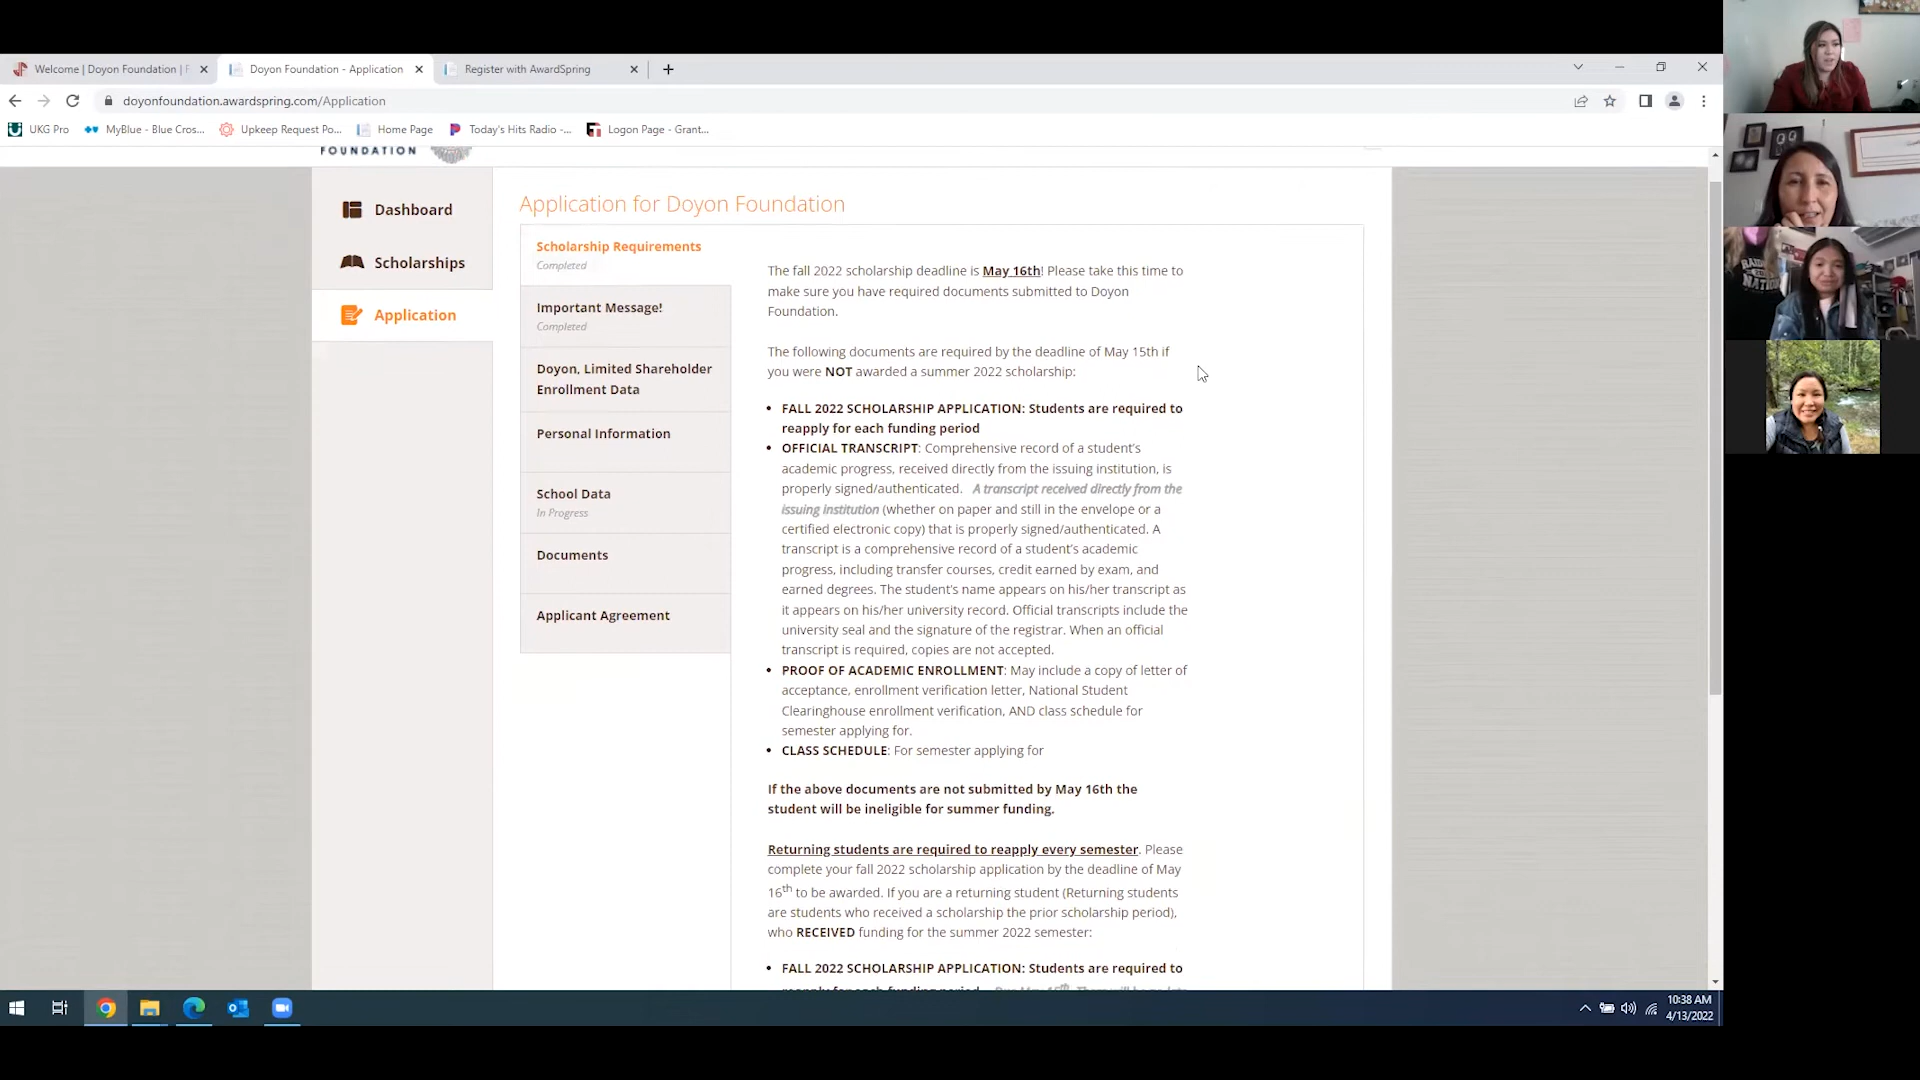 Welcome | Doyon Foundation | F
Doyon Foundation - Application
Register with AwardSpring
doyonfoundation.awardspring.com/Application
UKG Pro
MyBlue - Blue Cros...
Upkeep Request Po...
Home Page
Today's Hits Radio -...
Logon Page - Grant...
FOUNDATION
Dashboard
Scholarships
Application
Application for Doyon Foundation
Scholarship Requirements
Completed
Important Message!
Completed
Doyon, Limited Shareholder
Enrollment Data
Personal Information
School Data
In Progress
Documents
Applicant Agreement
The fall 2022 scholarship deadline is May 16th! Please take this time to
make sure you have required documents submitted to Doyon
Foundation.
The following documents are required by the deadline of May 15th if
you were NOT awarded a summer 2022 scholarship:
• FALL 2022 SCHOLARSHIP APPLICATION: Students are required to
reapply for each funding period
• OFFICIAL TRANSCRIPT: Comprehensive record of a student's
academic progress, received directly from the issuing institution, is
properly signed/authenticated. A transcript received directly from the
issuing institution (whether on paper and still in the envelope or a
certified electronic copy) that is properly signed/authenticated. A
transcript is a comprehensive record of a student's academic
progress, including transfer courses, credit earned by exam, and
earned degrees. The student's name appears on his/her transcript as
it appears on his/her university record. Official transcripts include the
university seal and the signature of the registrar. When an official
transcript is required, copies are not accepted.
• PROOF OF ACADEMIC ENROLLMENT: May include a copy of letter of
acceptance, enrollment verification letter, National Student
Clearinghouse enrollment verification, AND class schedule for
semester applying for.
• CLASS SCHEDULE: For semester applying for
If the above documents are not submitted by May 16th the
student will be ineligible for summer funding.
Returning students are required to reapply every semester. Please
complete your fall 2022 scholarship application by the deadline of May
16th to be awarded. If you are a returning student (Returning students
are students who received a scholarship the prior scholarship period),
who RECEIVED funding for the summer 2022 semester:
• FALL 2022 SCHOLARSHIP APPLICATION: Students are required to
10:38 AM
4/13/2022